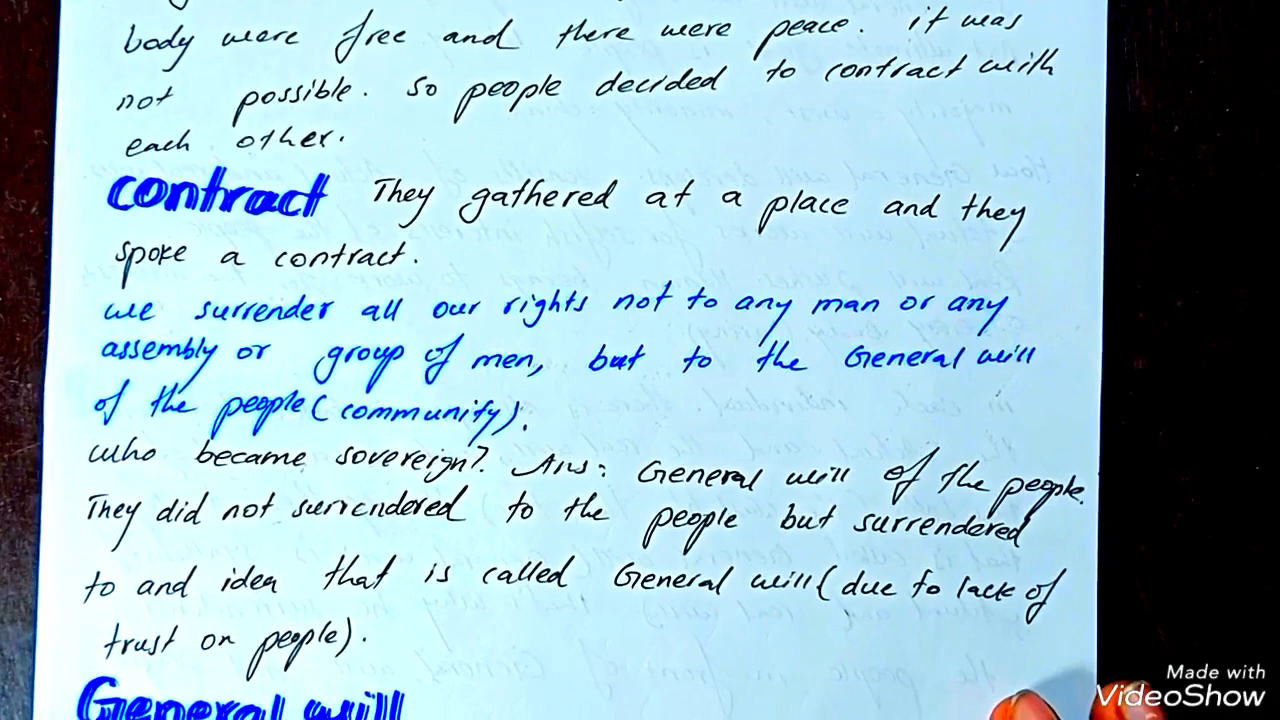 body were free and there were peace. it was
not possible. so people decided to contract with
each other.
contract They gathered at a place and they
spoke a contract.
we surrender all our rights not to any man or any
assembly or group of men, but to the General will
of the people (community).
who became sovereign? Ans: General will of the people.
They did not surrendered to the people but surrendered
to and idea that is called General will (due to lack of
trust on people).
General will
Made with
VideoShow